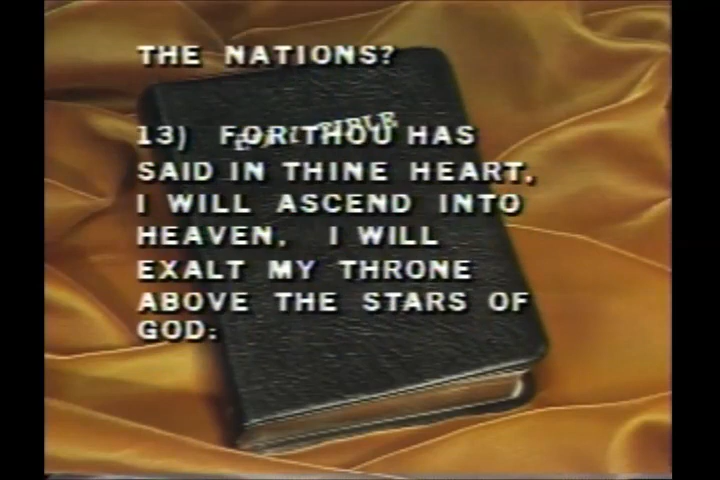 THE NATIONS?
13) FOR THOU HAS
SAID IN THINE HEART,
I WILL ASCEND INTO
HEAVEN. I WILL
EXALT MY THRONE
ABOVE THE STARS OF
GOD:
BIBLE